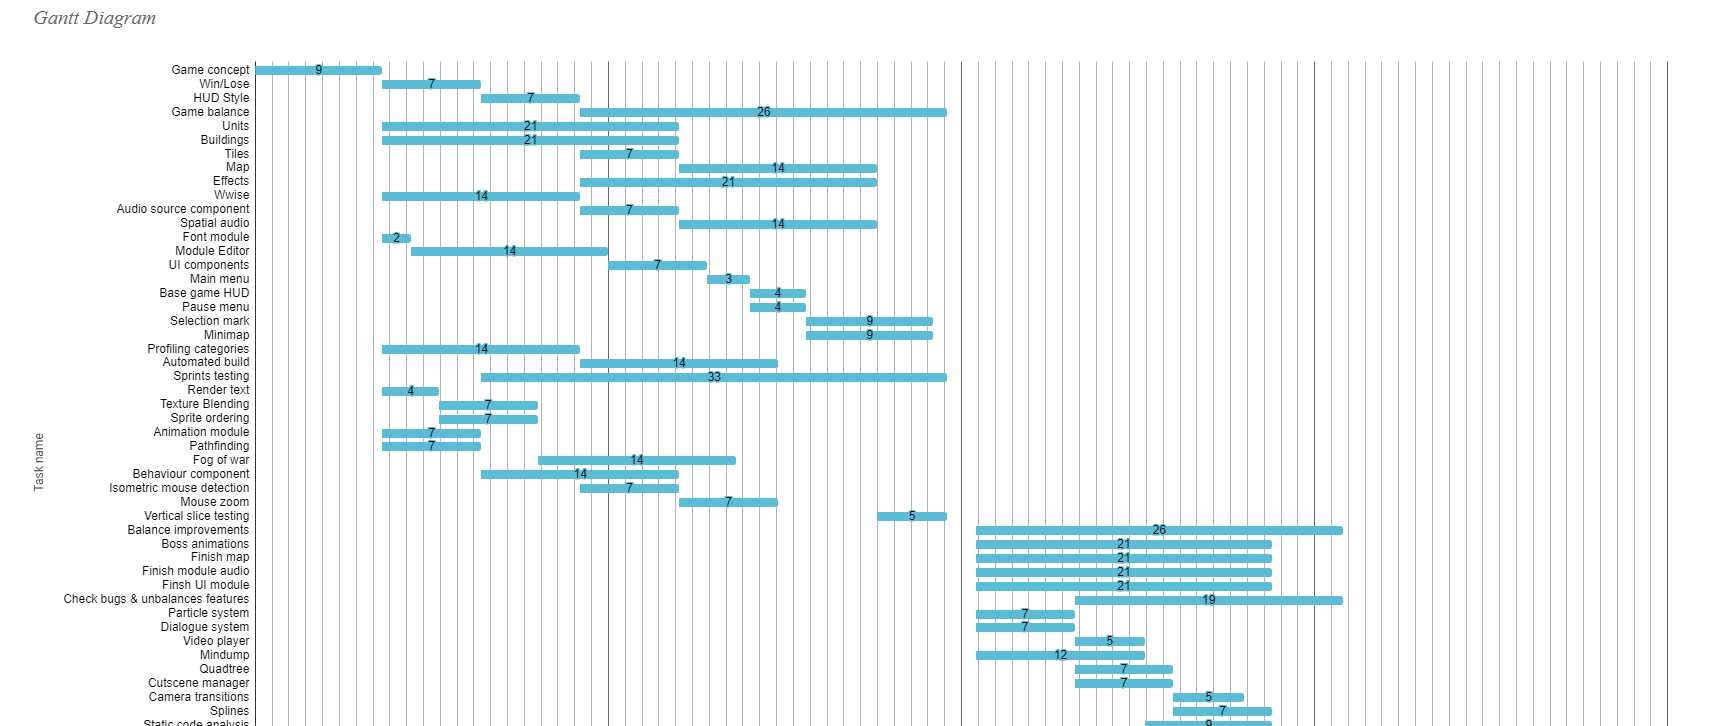 Gantt Diagram
Task name
Game concept 9
Win/Lose 7
HUD Style 7
Game balance 26
Units 21
Buildings 21
Tiles 7
Map 14
Effects 21
Wwise 14
Audio source component 7
Spatial audio 14
Font module 2
Module Editor 14
UI components 7
Main menu 3
Base game HUD 4
Pause menu 4
Selection mark 9
Minimap 9
Profiling categories 14
Automated build 14
Sprints testing 33
Render text 4
Texture Blending 7
Sprite ordering 7
Animation module 7
Pathfinding 7
Fog of war 14
Behaviour component 14
Isometric mouse detection 7
Mouse zoom 7
Vertical slice testing 5
Balance improvements 26
Boss animations 21
Finish map 21
Finish module audio 21
Finsh UI module 21
Check bugs & unbalances features 19
Particle system 7
Dialogue system 7
Video player 5
Mindump 12
Quadtree 7
Cutscene manager 7
Camera transitions 5
Splines 7
Static code analysis 9